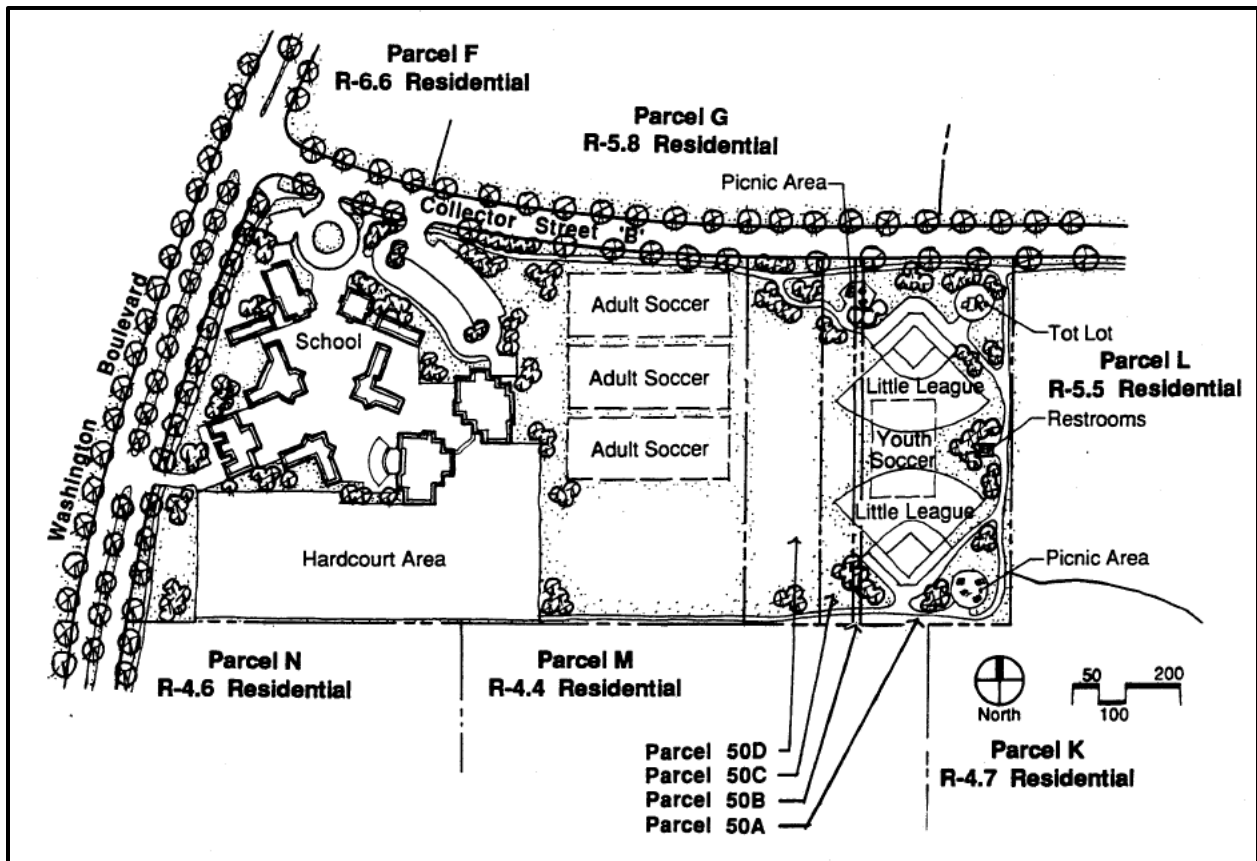 Parcel F
R-6.6 Residential
Parcel G
R-5.8 Residential
Picnic Area
Collector Street 'B'
Washington Boulevard
School
Adult Soccer
Adult Soccer
Adult Soccer
Tot Lot
Parcel L
R-5.5 Residential
Little League
Restrooms
Youth
Soccer
Little League
Hardcourt Area
Picnic Area
Parcel N
R-4.6 Residential
Parcel M
R-4.4 Residential
North
50
200
100
Parcel K
R-4.7 Residential
Parcel 50D
Parcel 50C
Parcel 50B
Parcel 50A